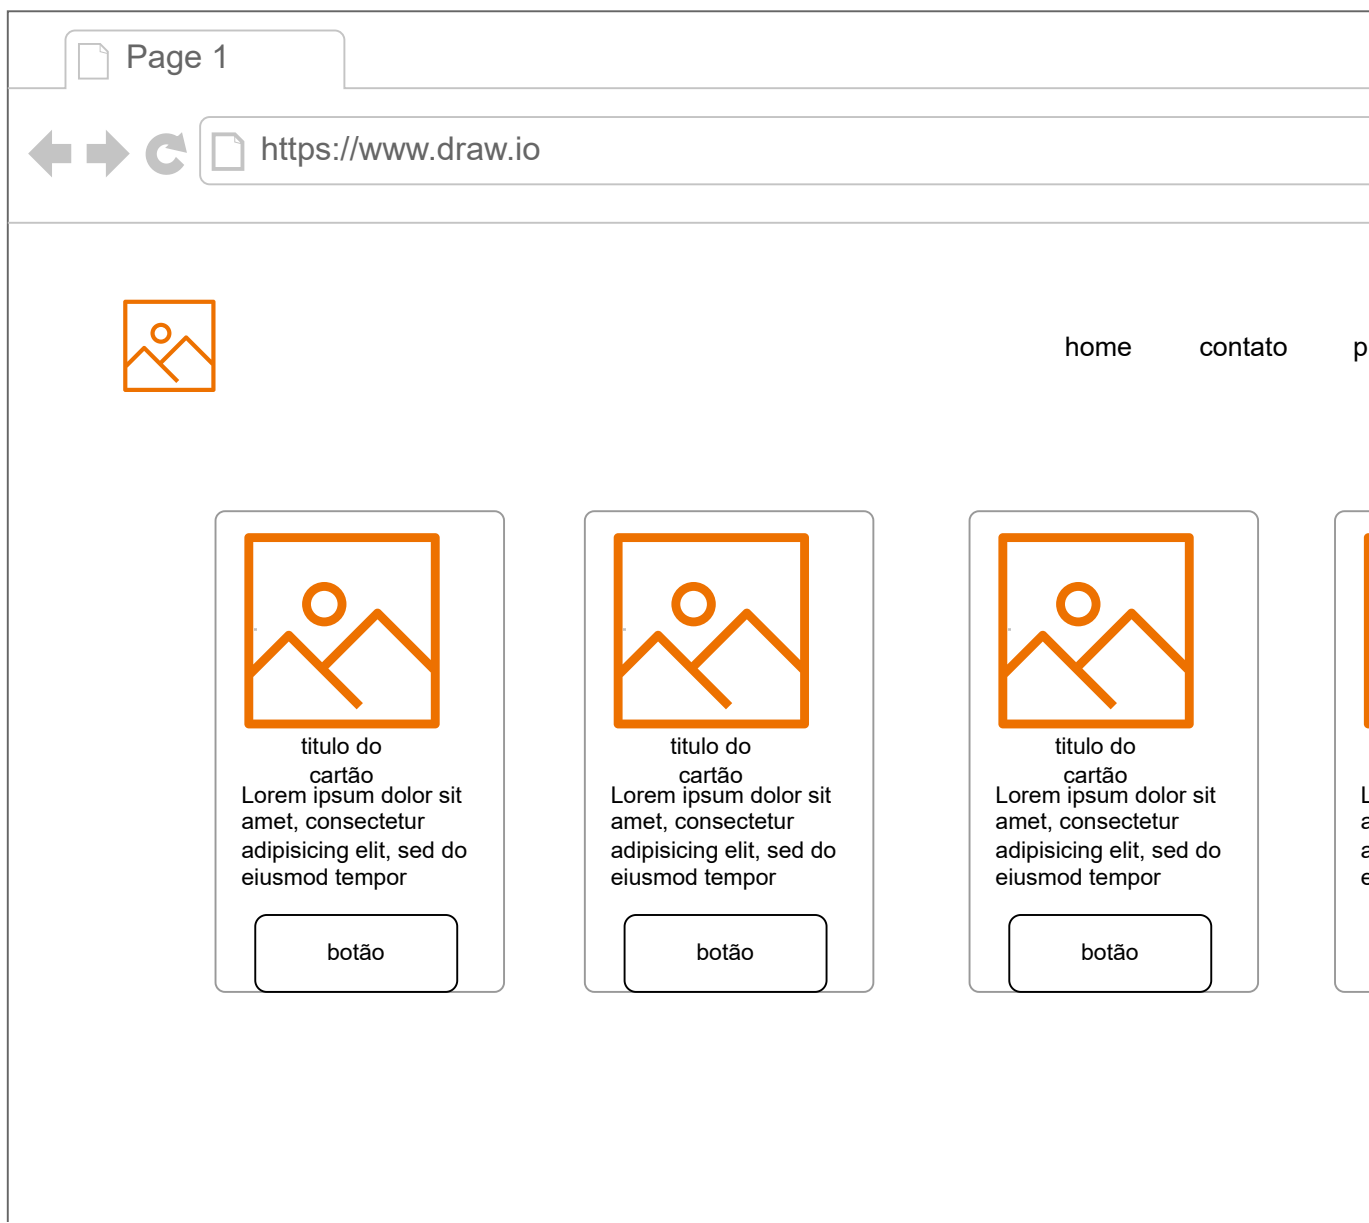 Page 1
https://www.draw.io
home contato p
titulo do
cartão
Lorem ipsum dolor sit
amet, consectetur
adipisicing elit, sed do
eiusmod tempor
botão
titulo do
cartão
Lorem ipsum dolor sit
amet, consectetur
adipisicing elit, sed do
eiusmod tempor
botão
titulo do
cartão
Lorem ipsum dolor sit
amet, consectetur
adipisicing elit, sed do
eiusmod tempor
botão